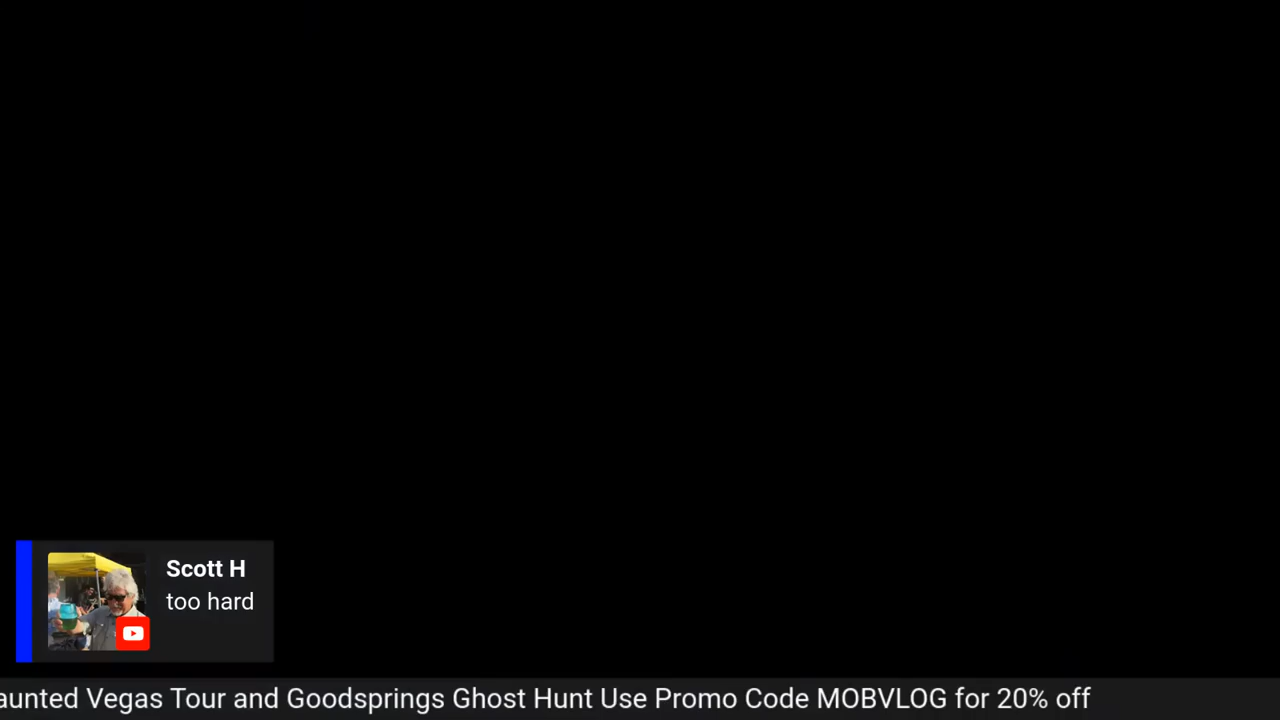 Scott H
too hard
aunted Vegas Tour and Goodsprings Ghost Hunt Use Promo Code MOBVLOG for 20% off